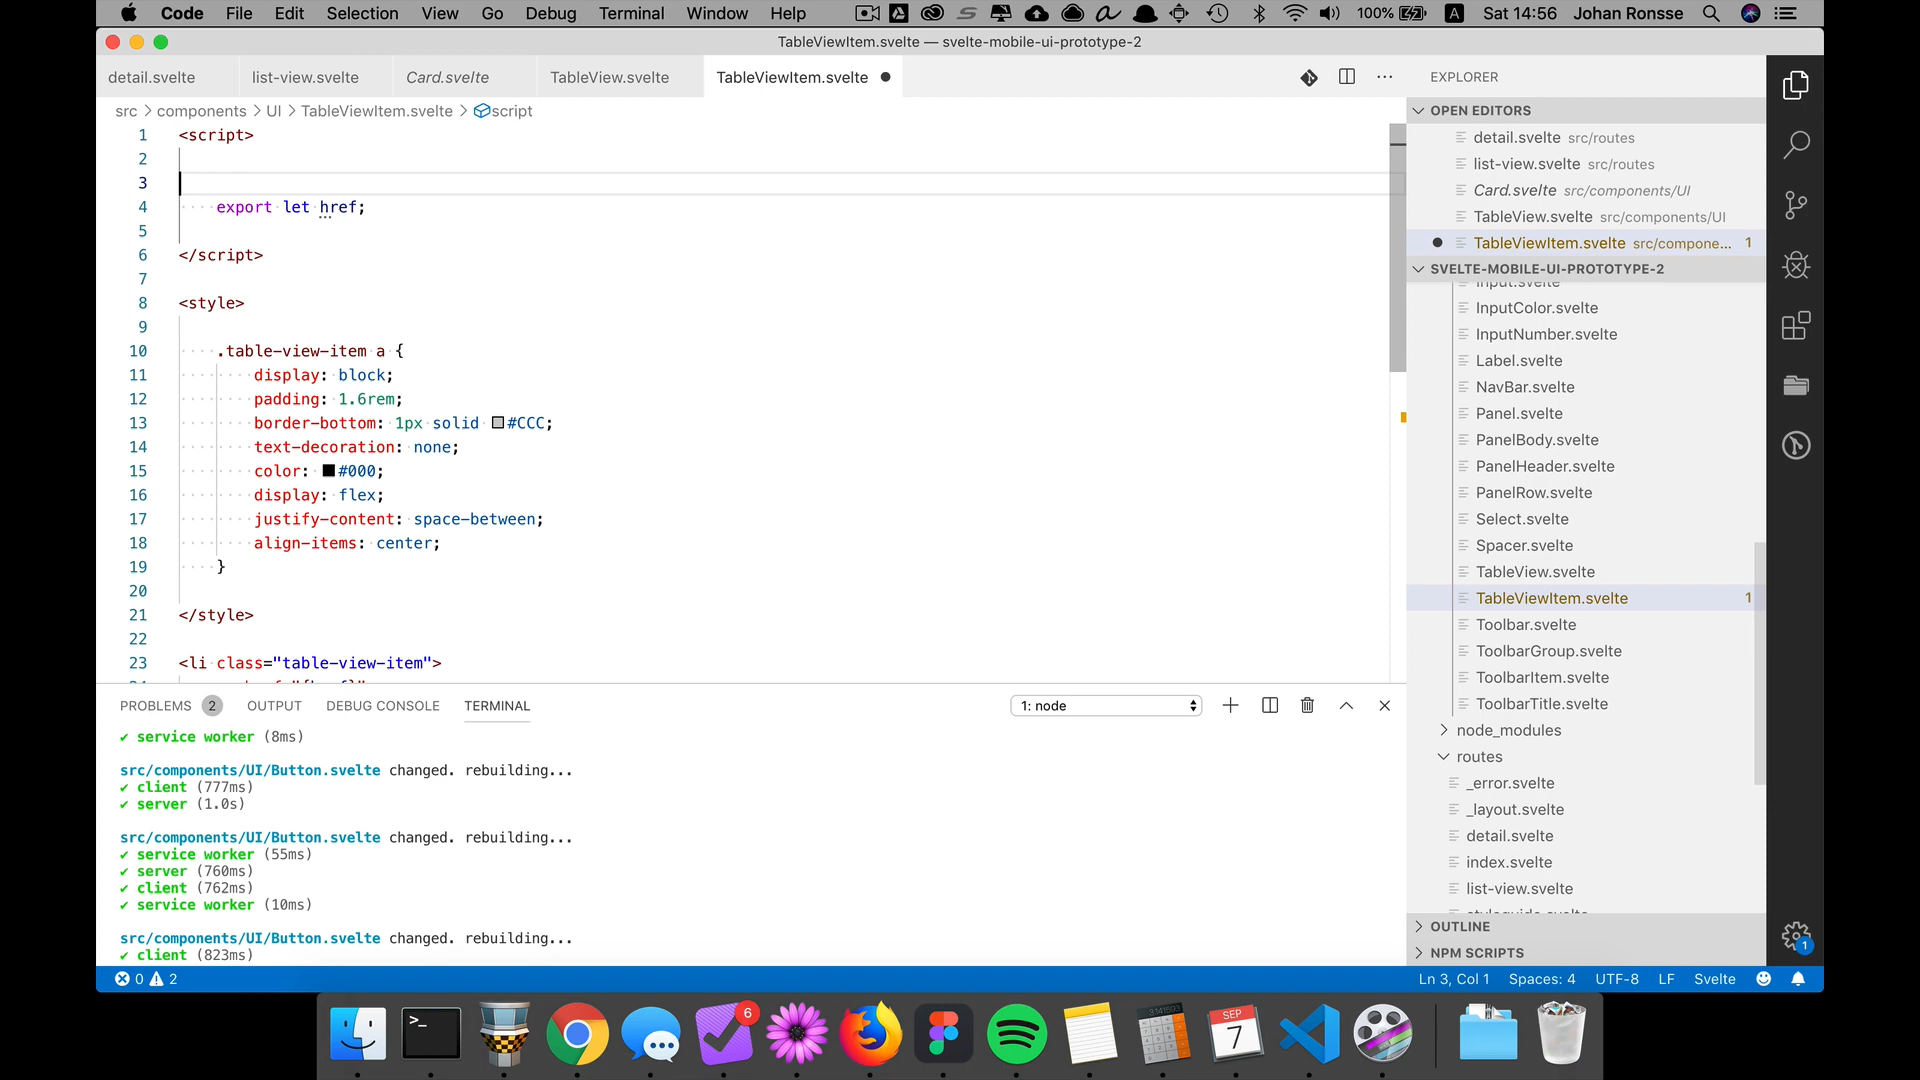 Code File Edit Selection View Go Debug Terminal Window Help 100% A Sat 14:56 Johan Ronsse
TableViewItem.svelte — svelte-mobile-ui-prototype-2
detail.svelte list-view.svelte Card.svelte TableView.svelte TableViewItem.svelte
src components UI TableViewItem.svelte script
1 <script>
2
3
4 export let href;
5
6 </script>
7
8 <style>
9
10 .table-view-item a {
11 display: block;
12 padding: 1.6rem;
13 border-bottom: 1px solid #CCC;
14 text-decoration: none;
15 color: #000;
16 display: flex;
17 justify-content: space-between;
18 align-items: center;
19 }
20
21 </style>
22
23 <li class="table-view-item">
PROBLEMS 2 OUTPUT DEBUG CONSOLE TERMINAL 1: node
✔ service worker (8ms)
src/components/UI/Button.svelte changed. rebuilding...
✔ client (777ms)
✔ server (1.0s)
src/components/UI/Button.svelte changed. rebuilding...
✔ service worker (55ms)
✔ server (760ms)
✔ client (762ms)
✔ service worker (10ms)
src/components/UI/Button.svelte changed. rebuilding...
✔ client (823ms)
EXPLORER
OPEN EDITORS
detail.svelte src/routes
list-view.svelte src/routes
Card.svelte src/components/UI
TableView.svelte src/components/UI
TableViewItem.svelte src/compone... 1
SVELTE-MOBILE-UI-PROTOTYPE-2
Input.svelte
InputColor.svelte
InputNumber.svelte
Label.svelte
NavBar.svelte
Panel.svelte
PanelBody.svelte
PanelHeader.svelte
PanelRow.svelte
Select.svelte
Spacer.svelte
TableView.svelte
TableViewItem.svelte 1
Toolbar.svelte
ToolbarGroup.svelte
ToolbarItem.svelte
ToolbarTitle.svelte
node_modules
routes
_error.svelte
_layout.svelte
detail.svelte
index.svelte
list-view.svelte
OUTLINE
NPM SCRIPTS
1
0 2 Ln 3, Col 1 Spaces: 4 UTF-8 LF Svelte
>_
6
SEP
7